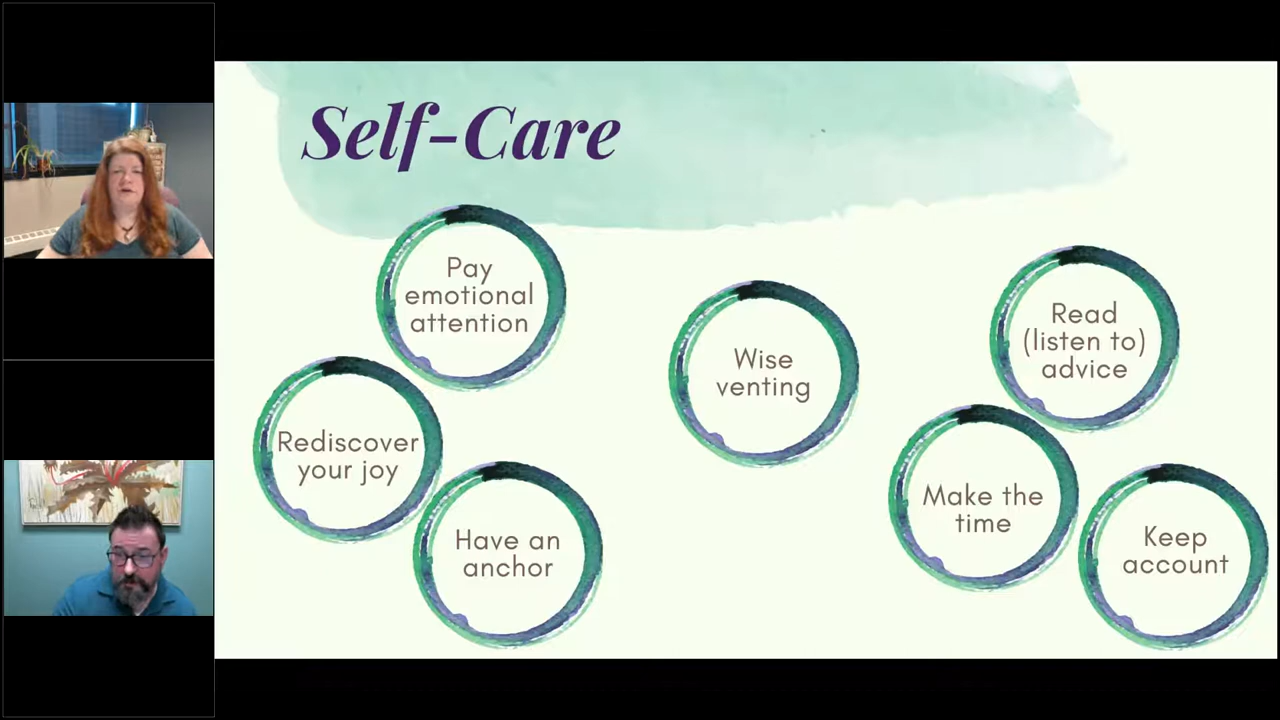 Self-Care
Pay
emotional
attention
Rediscover
your joy
Have an
anchor
Wise
venting
Read
(listen to)
advice
Make the
time
Keep
account